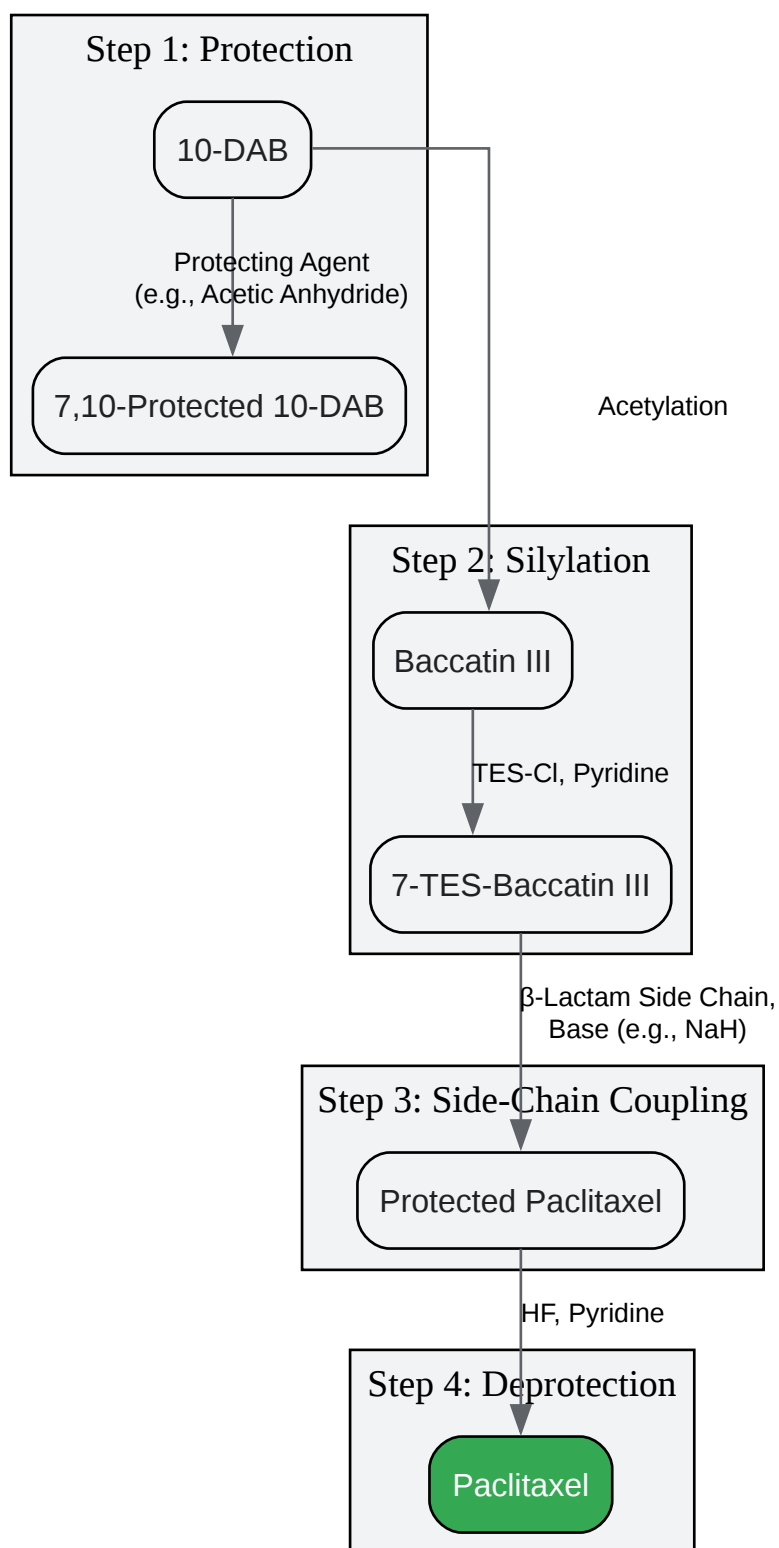 Step 1: Protection
10-DAB
Protecting Agent
(e.g., Acetic Anhydride)
7,10-Protected 10-DAB
Acetylation
Step 2: Silylation
Baccatin III
TES-Cl, Pyridine
7-TES-Baccatin III
β-Lactam Side Chain,
Base (e.g., NaH)
Step 3: Side-Chain Coupling
Protected Paclitaxel
HF, Pyridine
Step 4: Deprotection
Paclitaxel